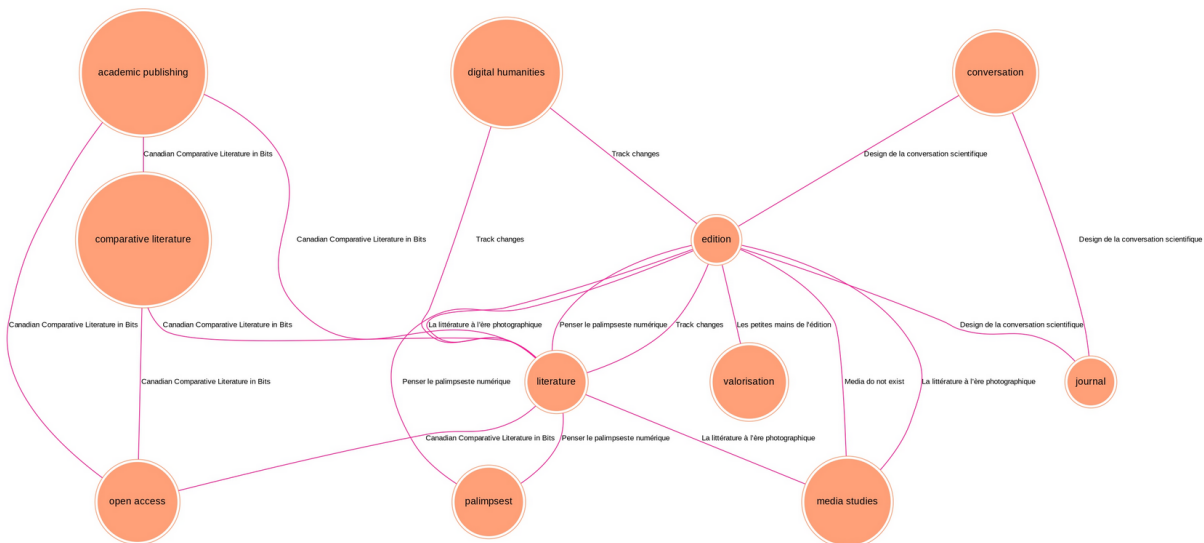 academic publishing
digital humanities
conversation
Canadian Comparative Literature in Bits
Track changes
Design de la conversation scientifique
comparative literature
Canadian Comparative Literature in Bits
Track changes
edition
Design de la conversation scientifique
Canadian Comparative Literature in Bits
Canadian Comparative Literature in Bits
La littérature à l'ère photographique
Penser le palimpseste numérique
Track changes
Les petites mains de l'édition
Design de la conversation scientifique
Canadian Comparative Literature in Bits
Penser le palimpseste numérique
literature
valorisation
Media do not exist
La littérature à l'ère photographique
journal
Canadian Comparative Literature in Bits
Penser le palimpseste numérique
La littérature à l'ère photographique
open access
palimpsest
media studies